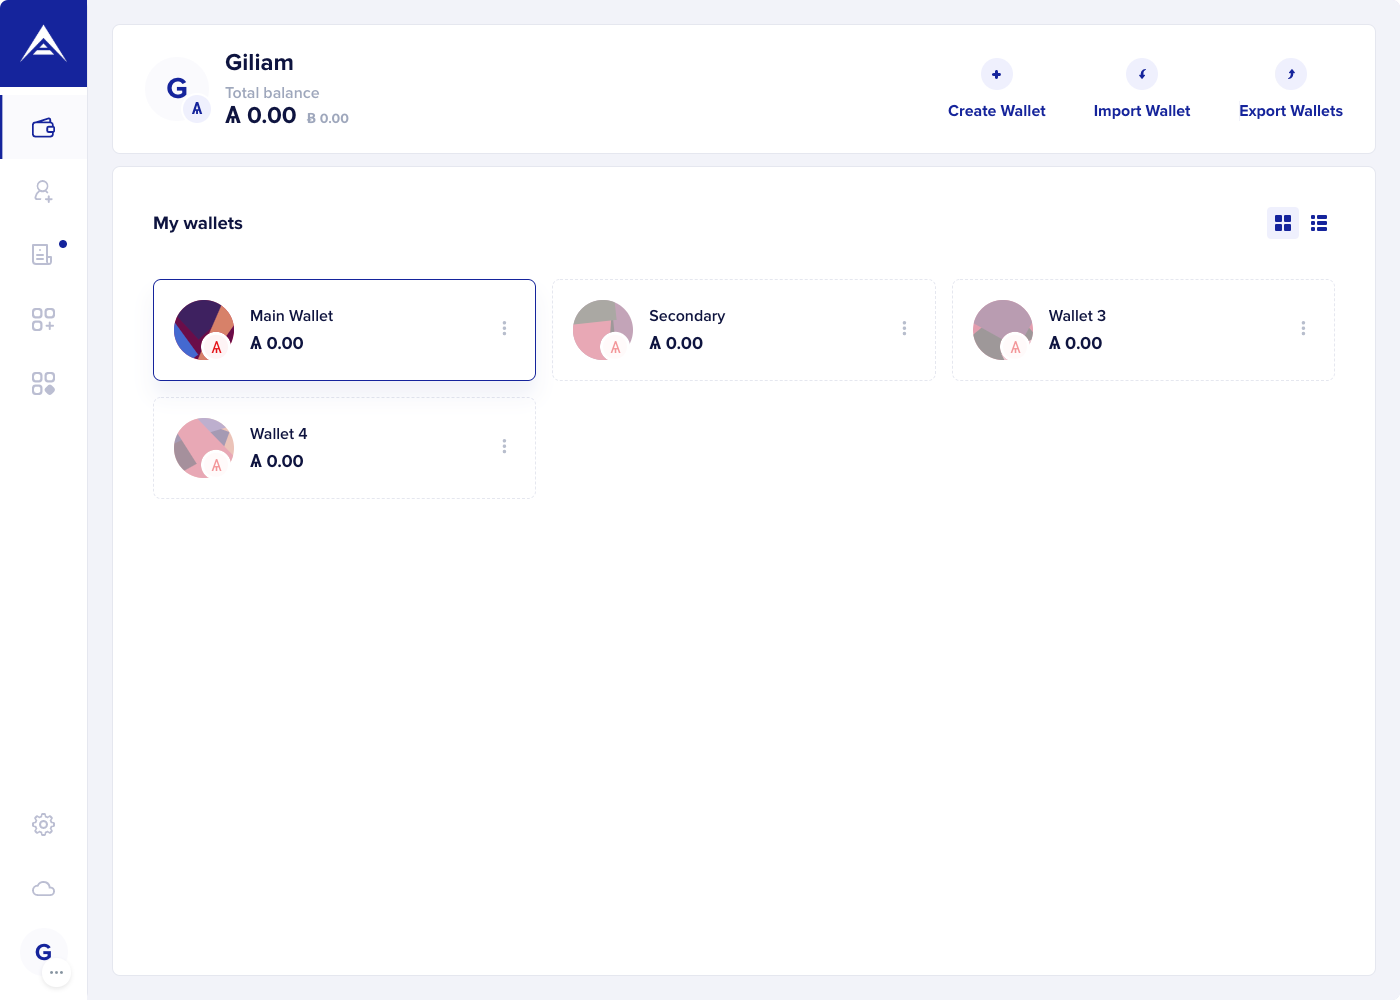 G
Giliam
Total balance
Ѧ 0.00 Ƀ 0.00
Create Wallet
Import Wallet
Export Wallets
My wallets
Main Wallet
Ѧ 0.00
Secondary
Ѧ 0.00
Wallet 3
Ѧ 0.00
Wallet 4
Ѧ 0.00
G